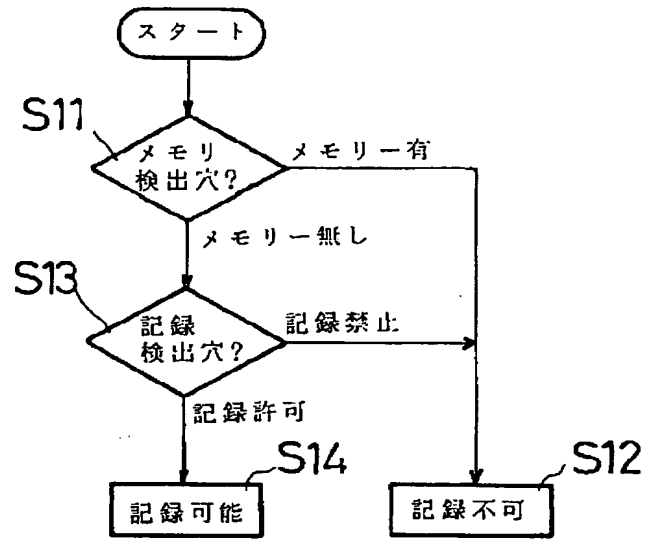 スタート
S11
メモリ
検出穴?
メモリー有
メモリー無し
S13
記録
検出穴?
記録禁止
記録許可
S14
記録可能
S12
記録不可